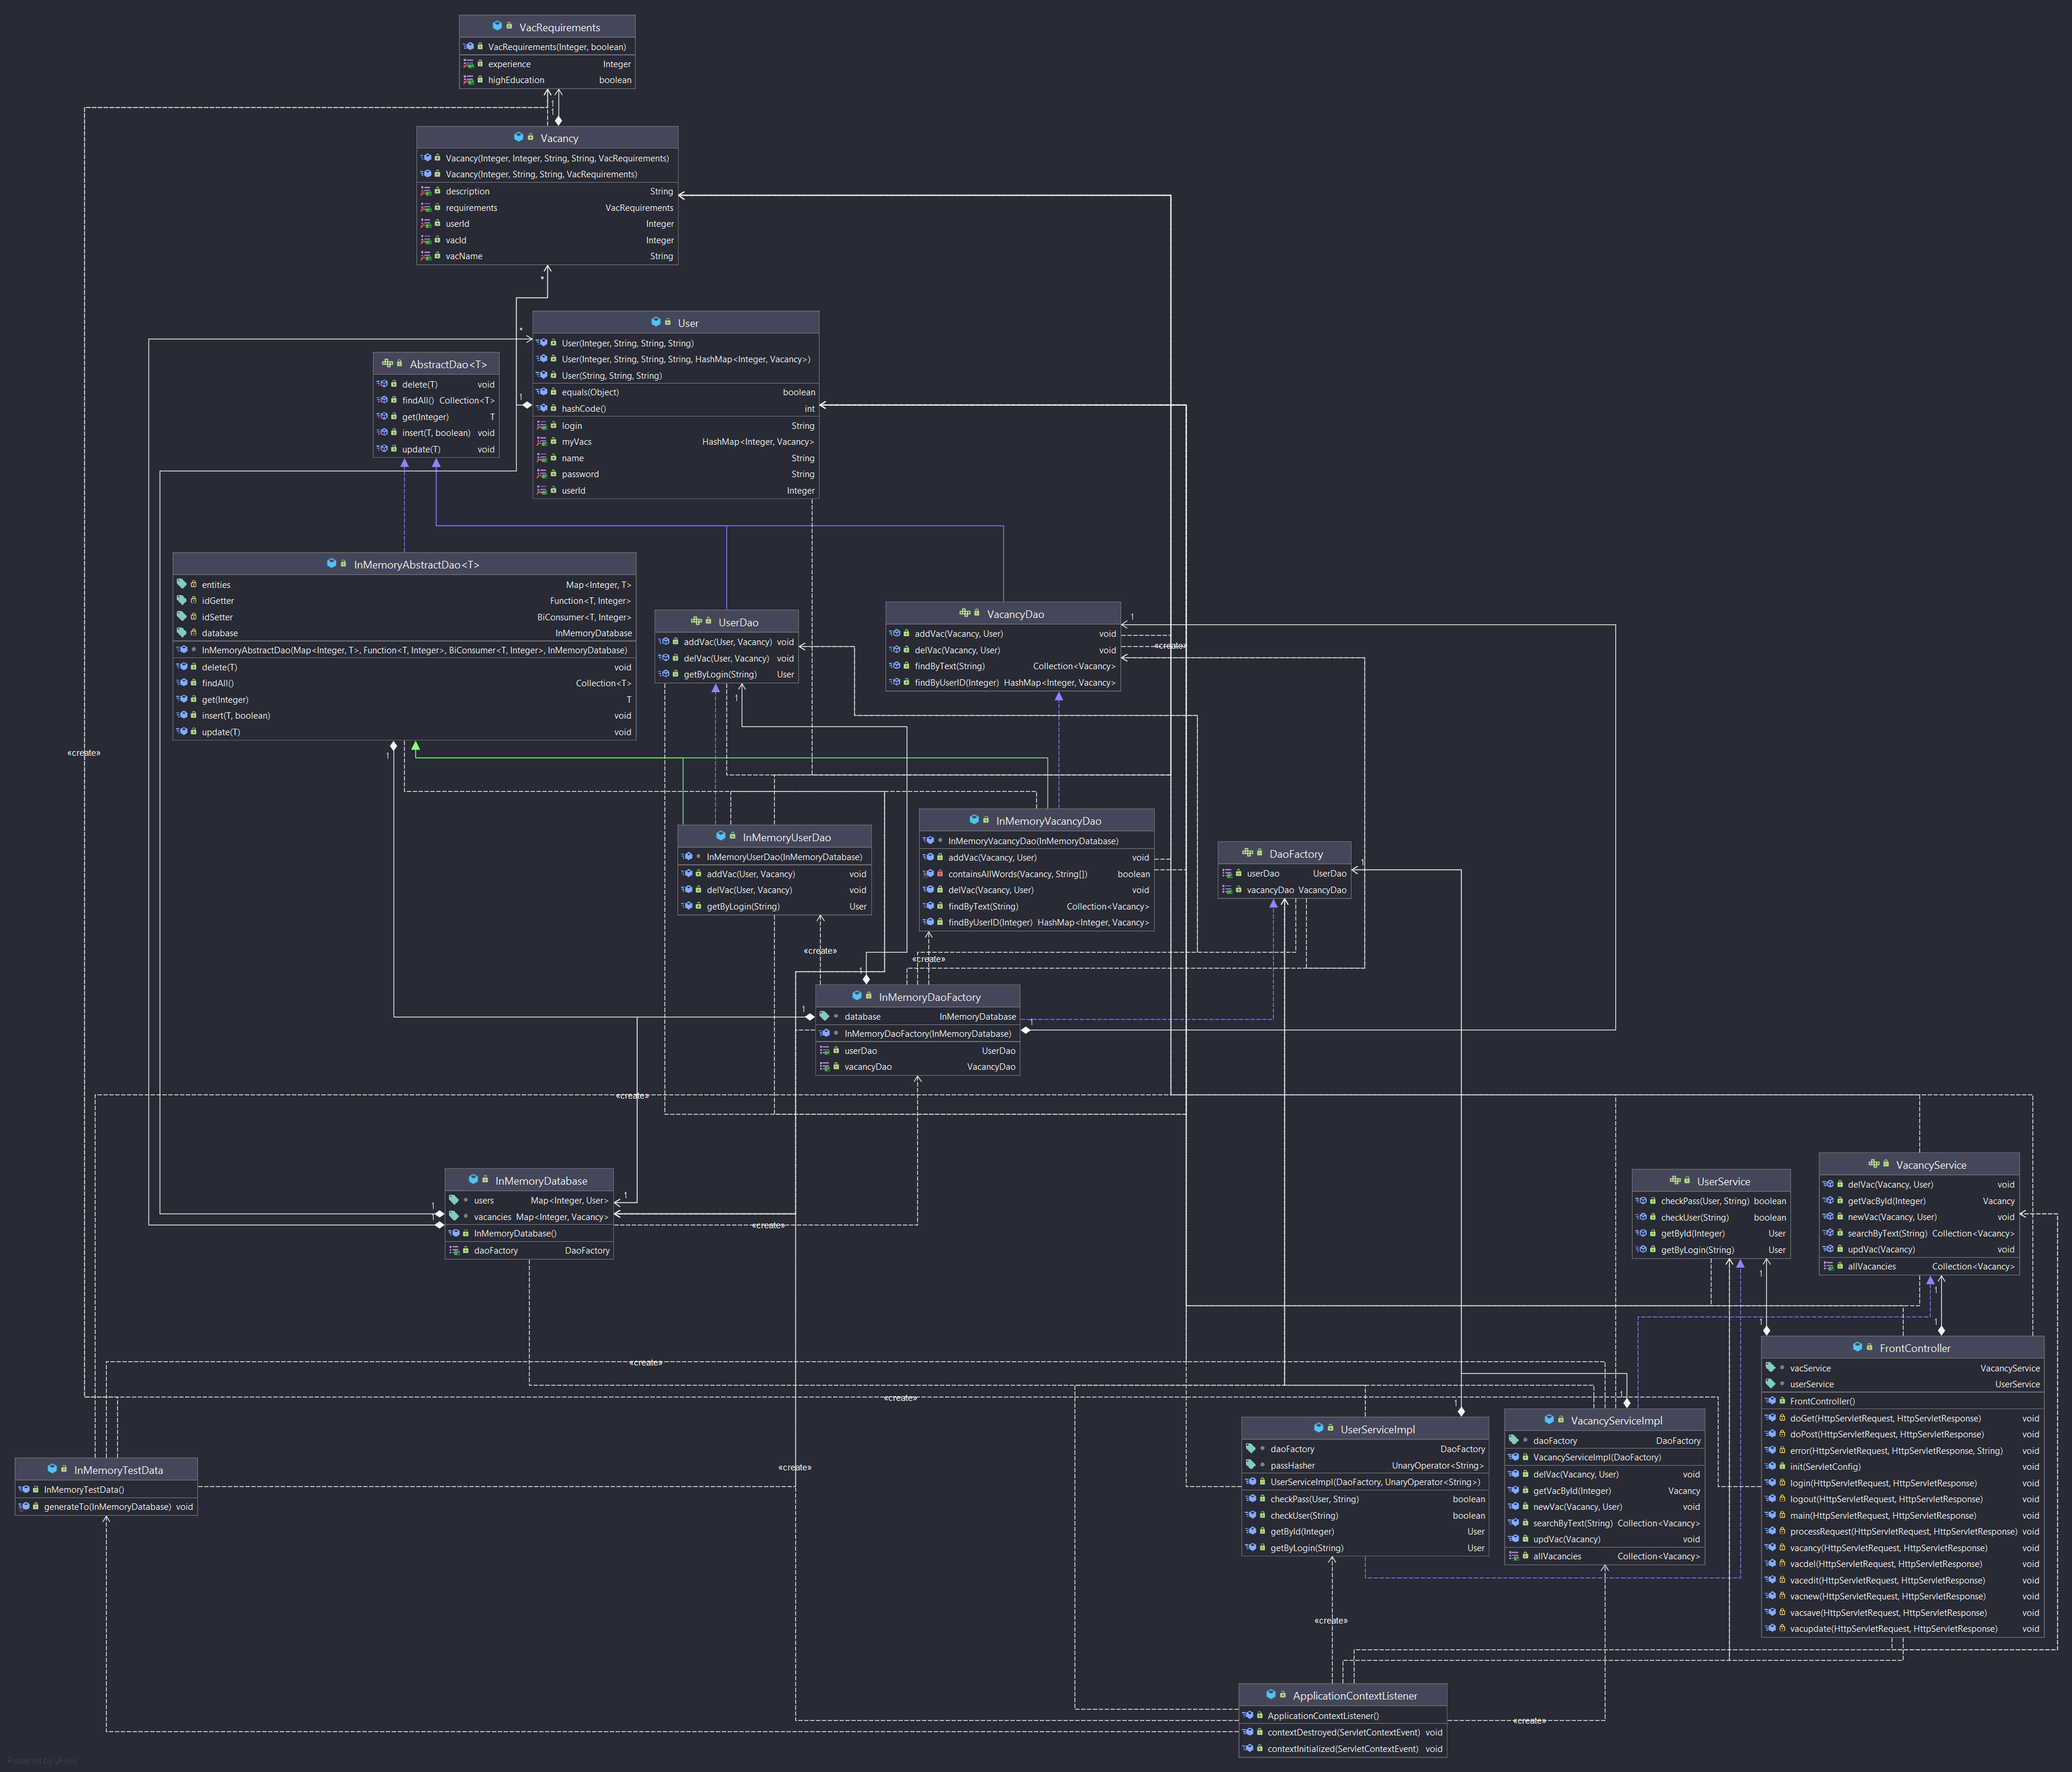 VacRequirements
VacRequirements(Integer, boolean)
experience Integer
highEducation boolean
1
1
Vacancy
Vacancy(Integer, Integer, String, String, VacRequirements)
Vacancy(Integer, String, String, VacRequirements)
description String
requirements VacRequirements
userId Integer
vacId Integer
vacName String
*
User
User(Integer, String, String, String)
User(Integer, String, String, String, HashMap<Integer, Vacancy>)
User(String, String, String)
equals(Object) boolean
hashCode() int
login String
myVacs HashMap<Integer, Vacancy>
name String
password String
userId Integer
*
1
AbstractDao<T>
delete(T) void
findAll() Collection<T>
get(Integer) T
insert(T, boolean) void
update(T) void
InMemoryAbstractDao<T>
entities Map<Integer, T>
idGetter Function<T, Integer>
idSetter BiConsumer<T, Integer>
database InMemoryDatabase
InMemoryAbstractDao(Map<Integer, T>, Function<T, Integer>, BiConsumer<T, Integer>, InMemoryDatabase)
delete(T) void
findAll() Collection<T>
get(Integer) T
insert(T, boolean) void
update(T) void
1
UserDao
addVac(User, Vacancy) void
delVac(User, Vacancy) void
getByLogin(String) User
1
VacancyDao
addVac(Vacancy, User) void
delVac(Vacancy, User) void
findByText(String) Collection<Vacancy>
findByUserID(Integer) HashMap<Integer, Vacancy>
1
«create»
«create»
InMemoryUserDao
InMemoryUserDao(InMemoryDatabase)
addVac(User, Vacancy) void
delVac(User, Vacancy) void
getByLogin(String) User
InMemoryVacancyDao
InMemoryVacancyDao(InMemoryDatabase)
addVac(Vacancy, User) void
containsAllWords(Vacancy, String[]) boolean
delVac(Vacancy, User) void
findByText(String) Collection<Vacancy>
findByUserID(Integer) HashMap<Integer, Vacancy>
DaoFactory
userDao UserDao
vacancyDao VacancyDao
1
«create»
«create»
1
InMemoryDaoFactory
database InMemoryDatabase
InMemoryDaoFactory(InMemoryDatabase)
userDao UserDao
vacancyDao VacancyDao
1
1
«create»
InMemoryDatabase
users Map<Integer, User>
vacancies Map<Integer, Vacancy>
InMemoryDatabase()
daoFactory DaoFactory
1
1
1
«create»
UserService
checkPass(User, String) boolean
checkUser(String) boolean
getById(Integer) User
getByLogin(String) User
1
VacancyService
delVac(Vacancy, User) void
getVacById(Integer) Vacancy
newVac(Vacancy, User) void
searchByText(String) Collection<Vacancy>
updVac(Vacancy) void
allVacancies Collection<Vacancy>
1
1
1
FrontController
vacService VacancyService
userService UserService
FrontController()
doGet(HttpServletRequest, HttpServletResponse) void
doPost(HttpServletRequest, HttpServletResponse) void
error(HttpServletRequest, HttpServletResponse, String) void
init(ServletConfig) void
login(HttpServletRequest, HttpServletResponse) void
logout(HttpServletRequest, HttpServletResponse) void
main(HttpServletRequest, HttpServletResponse) void
processRequest(HttpServletRequest, HttpServletResponse) void
vacancy(HttpServletRequest, HttpServletResponse) void
vacdel(HttpServletRequest, HttpServletResponse) void
vacedit(HttpServletRequest, HttpServletResponse) void
vacnew(HttpServletRequest, HttpServletResponse) void
vacsave(HttpServletRequest, HttpServletResponse) void
vacupdate(HttpServletRequest, HttpServletResponse) void
«create»
«create»
«create»
1
1
UserServiceImpl
daoFactory DaoFactory
passHasher UnaryOperator<String>
UserServiceImpl(DaoFactory, UnaryOperator<String>)
checkPass(User, String) boolean
checkUser(String) boolean
getById(Integer) User
getByLogin(String) User
VacancyServiceImpl
daoFactory DaoFactory
VacancyServiceImpl(DaoFactory)
delVac(Vacancy, User) void
getVacById(Integer) Vacancy
newVac(Vacancy, User) void
searchByText(String) Collection<Vacancy>
updVac(Vacancy) void
allVacancies Collection<Vacancy>
InMemoryTestData
InMemoryTestData()
generateTo(InMemoryDatabase) void
«create»
ApplicationContextListener
ApplicationContextListener()
contextDestroyed(ServletContextEvent) void
contextInitialized(ServletContextEvent) void
«create»
Powered by yFiles